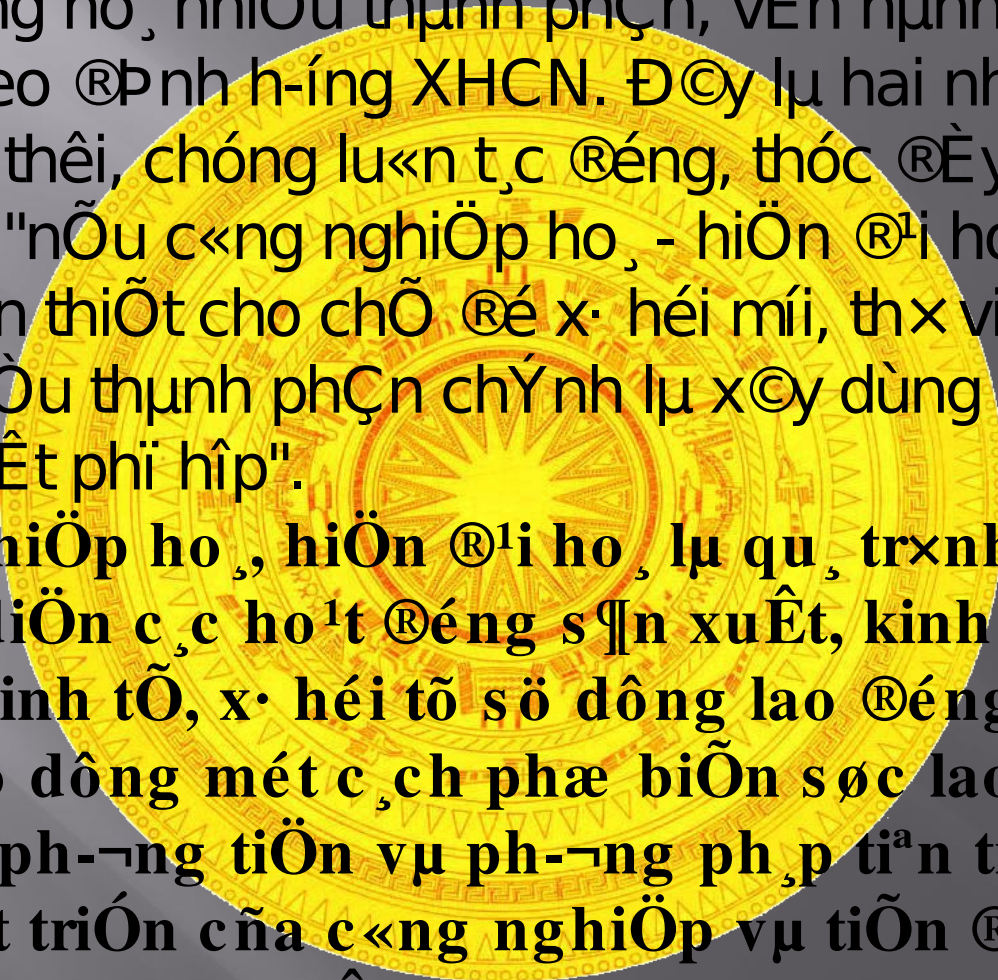 ng ho¸ nhiÒu thµnh phÇn, vËn hµnh
eo ®Þnh h-íng XHCN. Đ©y lµ hai nh
thêi, chóng lu«n t¸c ®éng, thóc ®Èy
"nÕu c«ng nghiÖp ho¸ - hiÖn ®¹i ho
n thiÕt cho chÕ ®é x· héi míi, th× vi
Òu thµnh phÇn chÝnh lµ x©y dùng
Êt phï hîp".
hiÖp ho¸, hiÖn ®¹i ho¸ lµ qu¸ tr×nh
diÖn c¸c ho¹t ®éng s¶n xuÊt, kinh
inh tÕ, x· héi tõ sö dông lao ®éng
dông mét c¸ch phæ biÕn søc lao
ph-¬ng tiÖn vµ ph-¬ng ph¸p tiªn t
t triÓn cña c«ng nghiÖp vµ tiÕn ®